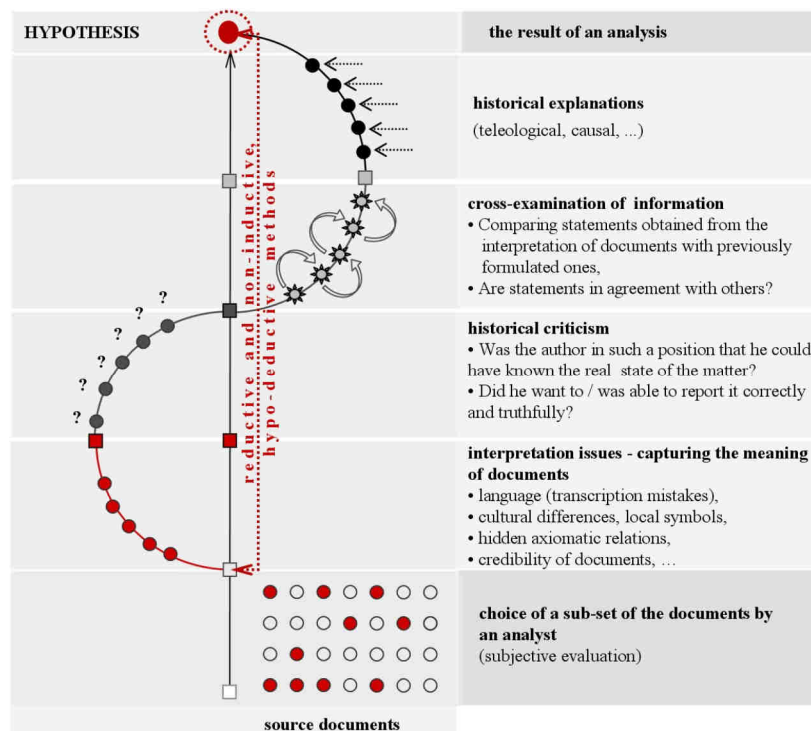 HYPOTHESIS
the result of an analysis
historical explanations
(teleological, causal, ...)
cross-examination of information
• Comparing statements obtained from the
interpretation of documents with previously
formulated ones,
• Are statements in agreement with others?
reductive and non-inductive,
hypo-deductive methods
?
?
?
?
?
historical criticism
• Was the author in such a position that he could
have known the real state of the matter?
• Did he want to / was able to report it correctly
and truthfully?
interpretation issues - capturing the meaning
of documents
• language (transcription mistakes),
• cultural differences, local symbols,
• hidden axiomatic relations,
• credibility of documents, …
choice of a sub-set of the documents by
an analyst
(subjective evaluation)
source documents